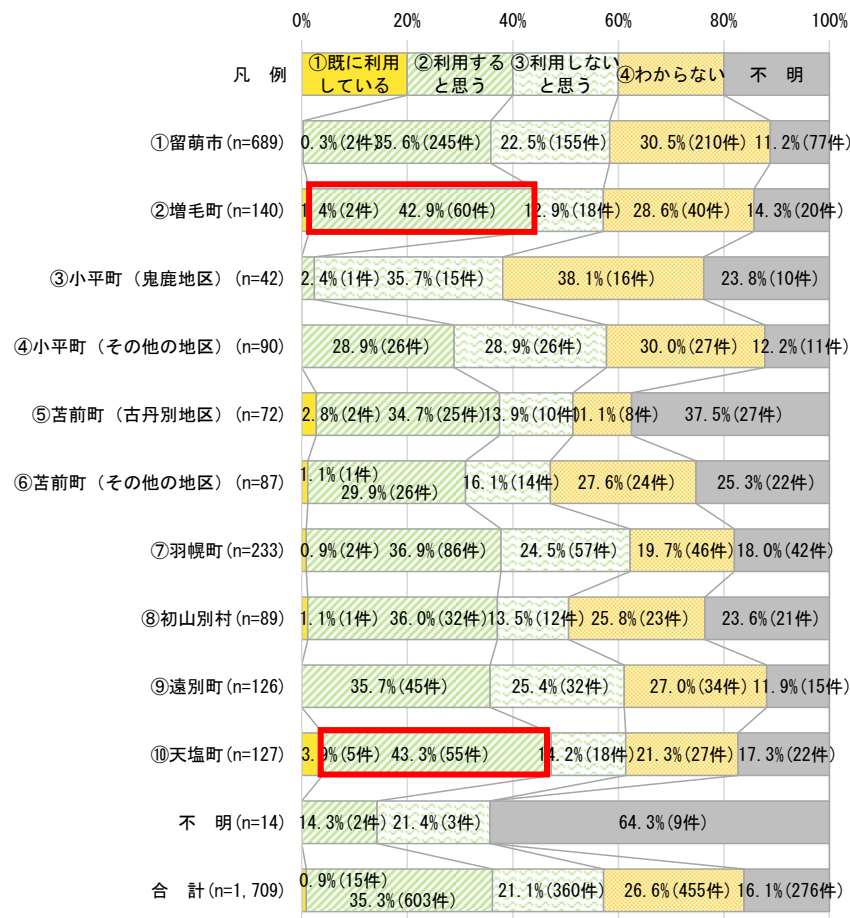 0% 20% 40% 60% 80% 100%
凡 例 ①既に利用している ②利用すると思う ③利用しないと思う ④わからない 不 明
①留萌市(n=689) 0.3%(2件) 35.6%(245件) 22.5%(155件) 30.5%(210件) 11.2%(77件)
②増毛町(n=140) 1.4%(2件) 42.9%(60件) 12.9%(18件) 28.6%(40件) 14.3%(20件)
③小平町（鬼鹿地区）(n=42) 2.4%(1件) 35.7%(15件) 38.1%(16件) 23.8%(10件)
④小平町（その他の地区）(n=90) 28.9%(26件) 28.9%(26件) 30.0%(27件) 12.2%(11件)
⑤苫前町（古丹別地区）(n=72) 2.8%(2件) 34.7%(25件) 13.9%(10件) 11.1%(8件) 37.5%(27件)
⑥苫前町（その他の地区）(n=87) 1.1%(1件) 29.9%(26件) 16.1%(14件) 27.6%(24件) 25.3%(22件)
⑦羽幌町(n=233) 0.9%(2件) 36.9%(86件) 24.5%(57件) 19.7%(46件) 18.0%(42件)
⑧初山別村(n=89) 1.1%(1件) 36.0%(32件) 13.5%(12件) 25.8%(23件) 23.6%(21件)
⑨遠別町(n=126) 35.7%(45件) 25.4%(32件) 27.0%(34件) 11.9%(15件)
⑩天塩町(n=127) 3.9%(5件) 43.3%(55件) 14.2%(18件) 21.3%(27件) 17.3%(22件)
不 明(n=14) 14.3%(2件) 21.4%(3件) 64.3%(9件)
合 計(n=1,709) 0.9%(15件) 35.3%(603件) 21.1%(360件) 26.6%(455件) 16.1%(276件)